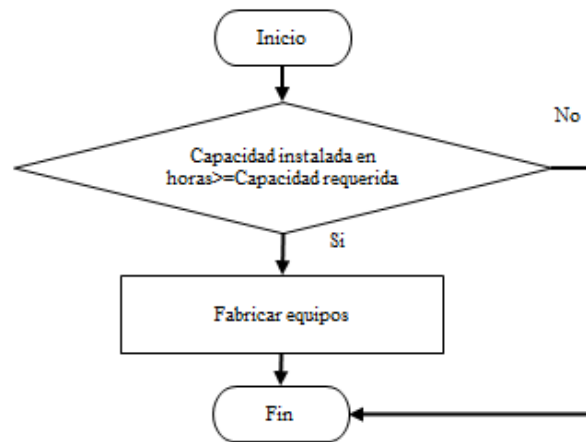 Inicio
Capacidad instalada en
horas>=Capacidad requerida
No
Si
Fabricar equipos
Fin